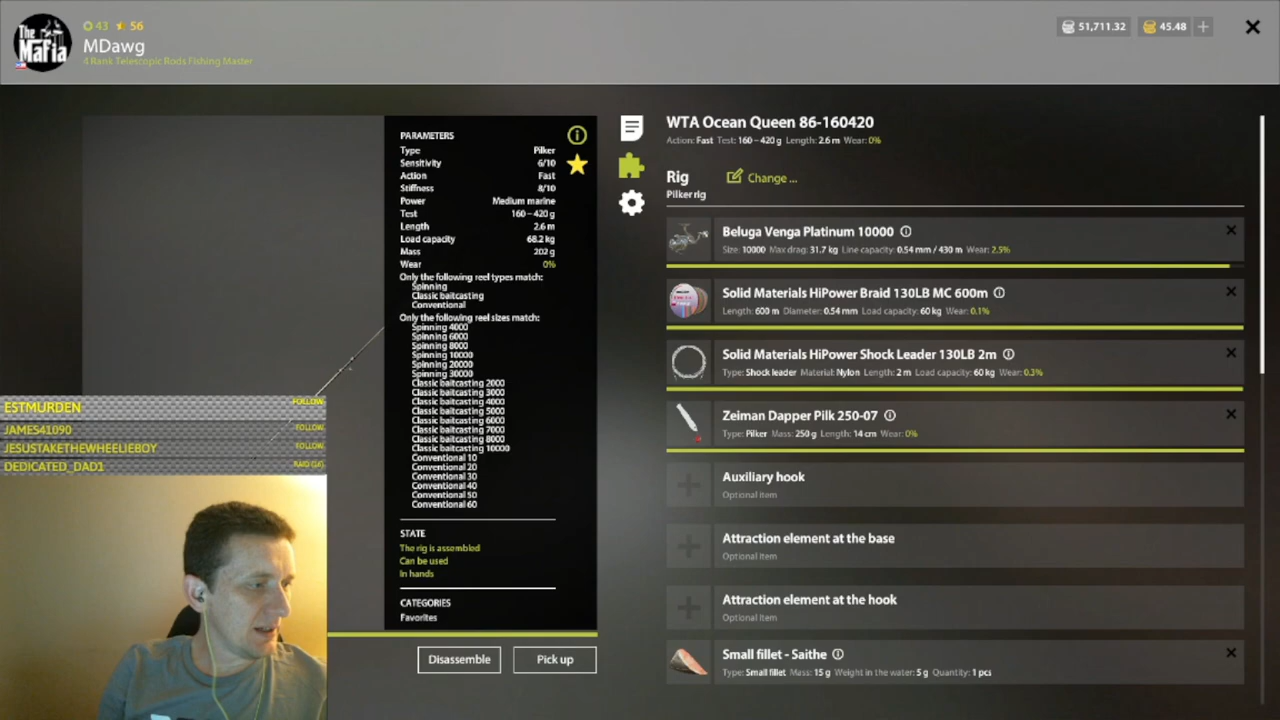 The
Mafia
43 56
MDawg
4 Rank Telescopic Rods Fishing Master
51,711.32
45.48
PARAMETERS
Type Pilker
Sensitivity 6/10
Action Fast
Stiffness 8/10
Power Medium marine
Test 160 – 420 g
Length 2.6 m
Load capacity 68.2 kg
Mass 202 g
Wear 0%
Only the following reel types match:
Spinning
Classic baitcasting
Conventional
Only the following reel sizes match:
Spinning 4000
Spinning 6000
Spinning 8000
Spinning 10000
Spinning 20000
Spinning 30000
Classic baitcasting 2000
Classic baitcasting 3000
Classic baitcasting 4000
Classic baitcasting 5000
Classic baitcasting 6000
Classic baitcasting 7000
Classic baitcasting 8000
Classic baitcasting 10000
Conventional 10
Conventional 20
Conventional 30
Conventional 40
Conventional 50
Conventional 60
STATE
The rig is assembled
Can be used
In hands
CATEGORIES
Favorites
Disassemble
Pick up
ESTMURDEN FOLLOW
JAMES41090 FOLLOW
JESUSTAKETHEWHEELIEBOY FOLLOW
DEDICATED_DAD1
WTA Ocean Queen 86-160420
Action: Fast Test: 160 – 420 g Length: 2.6 m Wear: 0%
Rig Change ...
Pilker rig
Beluga Venga Platinum 10000
Size: 10000 Max drag: 31.7 kg Line capacity: 0.54 mm / 430 m Wear: 2.5%
Solid Materials HiPower Braid 130LB MC 600m
Length: 600 m Diameter: 0.54 mm Load capacity: 60 kg Wear: 0.1%
Solid Materials HiPower Shock Leader 130LB 2m
Type: Shock leader Material: Nylon Length: 2 m Load capacity: 60 kg Wear: 0.3%
Zeiman Dapper Pilk 250-07
Type: Pilker Mass: 250 g Length: 14 cm Wear: 0%
Auxiliary hook
Optional item
Attraction element at the base
Optional item
Attraction element at the hook
Optional item
Small fillet - Saithe
Type: Small fillet Mass: 15 g Weight in the water: 5 g Quantity: 1 pcs